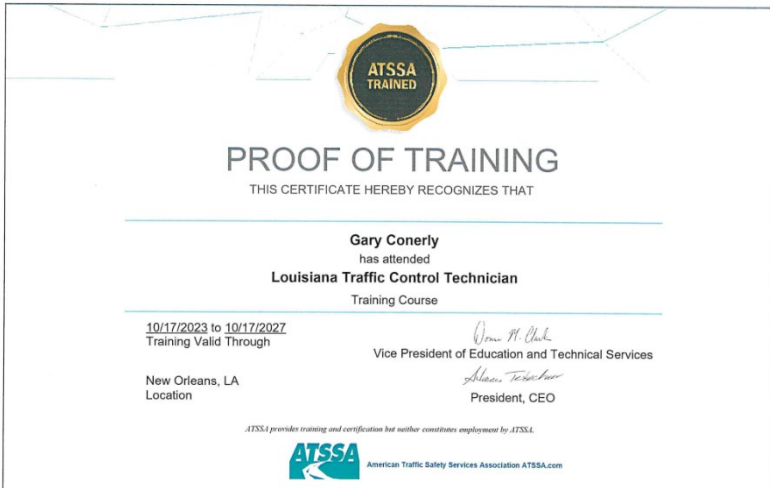 ATSSA
TRAINED
PROOF OF TRAINING
THIS CERTIFICATE HEREBY RECOGNIZES THAT
Gary Conerly
has attended
Louisiana Traffic Control Technician
Training Course
10/17/2023 to 10/17/2027
Training Valid Through
Vice President of Education and Technical Services
New Orleans, LA
Location
President, CEO
ATSSA provides training and certification but neither constitutes employment by ATSSA.
ATSSA
American Traffic Safety Services Association ATSSA.com